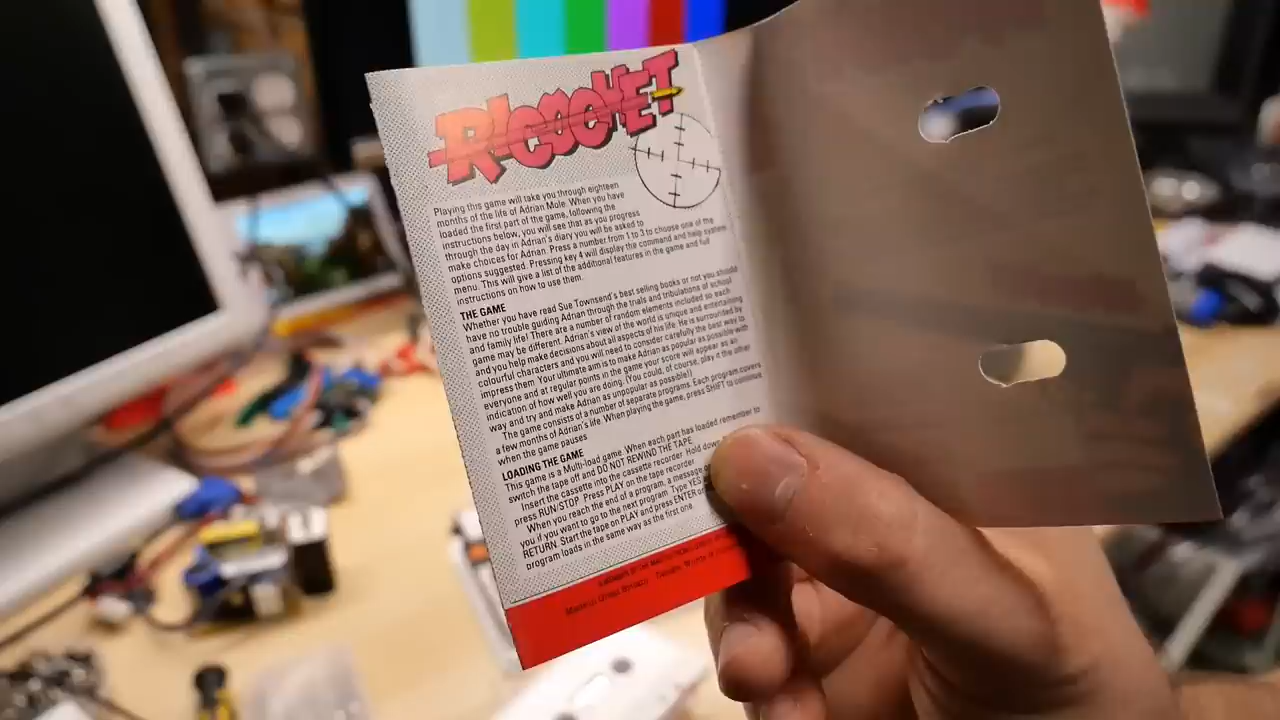 RICOCHET
Playing this game will take you through eighteen
months of the life of Adrian Mole. When you have
loaded the first part of the game, following the
instructions below, you will see that as you progress
through the day in Adrian's diary you will be asked to
make choices for Adrian. Press a number from 1 to 3 to choose one of the
options suggested. Pressing key 4 will display the command and help system
menu. This will give a list of the additional features in the game and full
instructions on how to use them.
THE GAME
Whether you have read Sue Townsend's best selling books or not you should
have no trouble guiding Adrian through the trials and tribulations of school
and family life! There are a number of random elements included so each
game may be different. Adrian's view of the world is unique and entertaining
and you help make decisions about all aspects of his life. He is surrounded by
colourful characters and you will need to consider carefully the best way to
impress them. Your ultimate aim is to make Adrian as popular as possible with
everyone and at regular points in the game your score will appear as an
indication of how well you are doing. (You could, of course, play it the other
way and try and make Adrian as unpopular as possible!)
The game consists of a number of separate programs. Each program covers
a few months of Adrian's life. When playing the game, press SHIFT to continue
when the game pauses
LOADING THE GAME
This game is a Multi-load game. When each part has loaded remember to
switch the tape off and DO NOT REWIND THE TAPE.
Insert the cassette into the cassette recorder. Hold down
press RUN/STOP. Press PLAY on the tape recorder.
When you reach the end of a program, a message
you if you want to go to the next program. Type YES
RETURN. Start the tape on PLAY and press ENTER
program loads in the same way as the first one